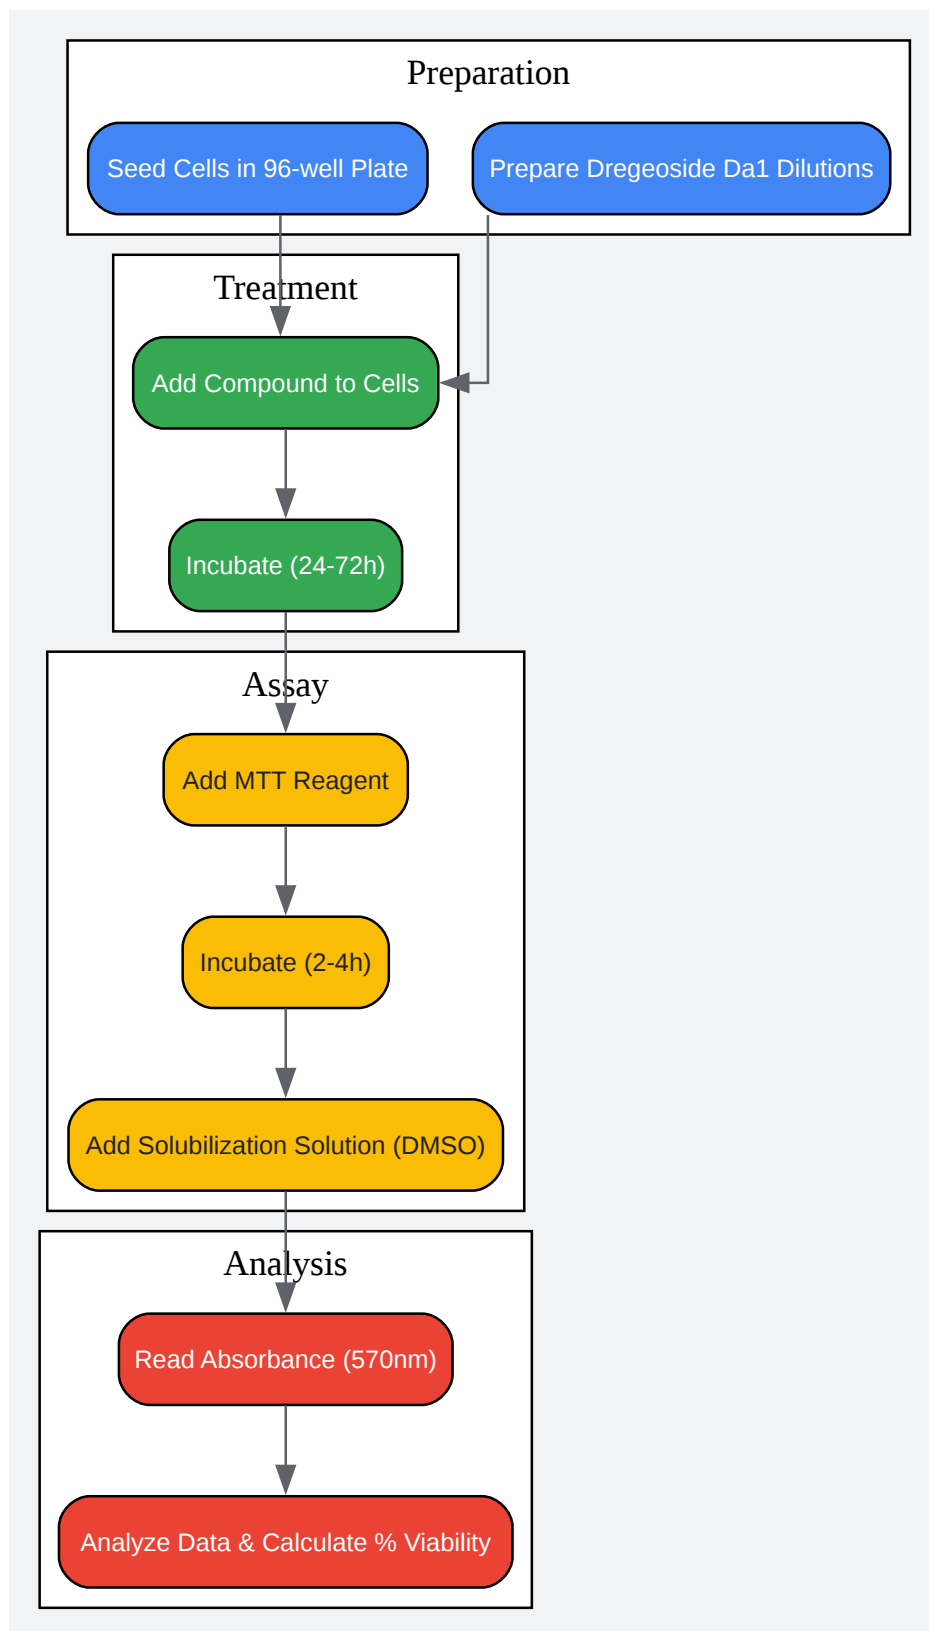 Preparation
Seed Cells in 96-well Plate
Prepare Dregeoside Da1 Dilutions
Treatment
Add Compound to Cells
Incubate (24-72h)
Assay
Add MTT Reagent
Incubate (2-4h)
Add Solubilization Solution (DMSO)
Analysis
Read Absorbance (570nm)
Analyze Data & Calculate % Viability